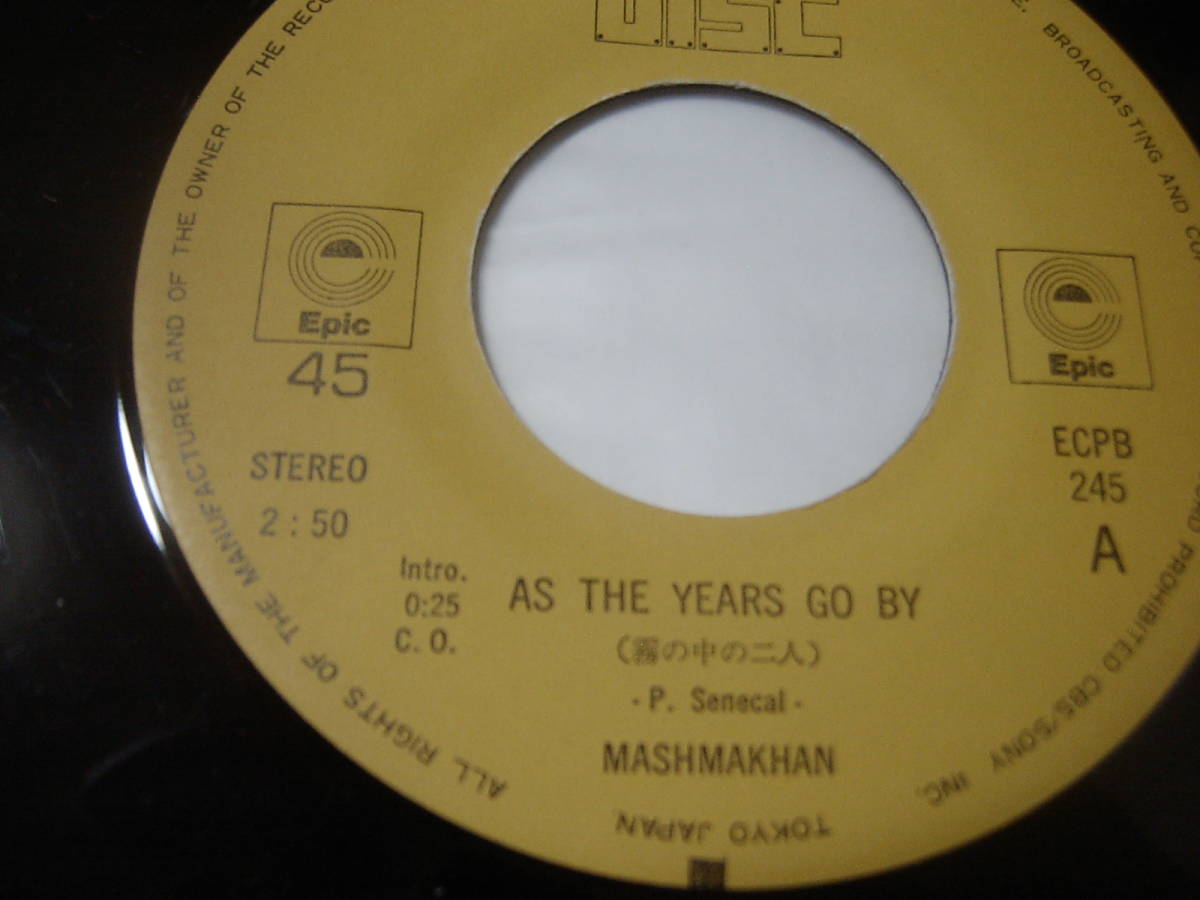 DISC
Epic
45
STEREO
2:50
Intro.
0:25
C. O.
Epic
ECPB
245
A
AS THE YEARS GO BY
(霧の中の二人)
- P. Senecal -
MASHMAKHAN
ALL RIGHTS OF THE MANUFACTURER AND OF THE OWNER OF THE
BROADCASTING AND
PROHIBITED CBS/SONY INC.
TOKYO JAPAN